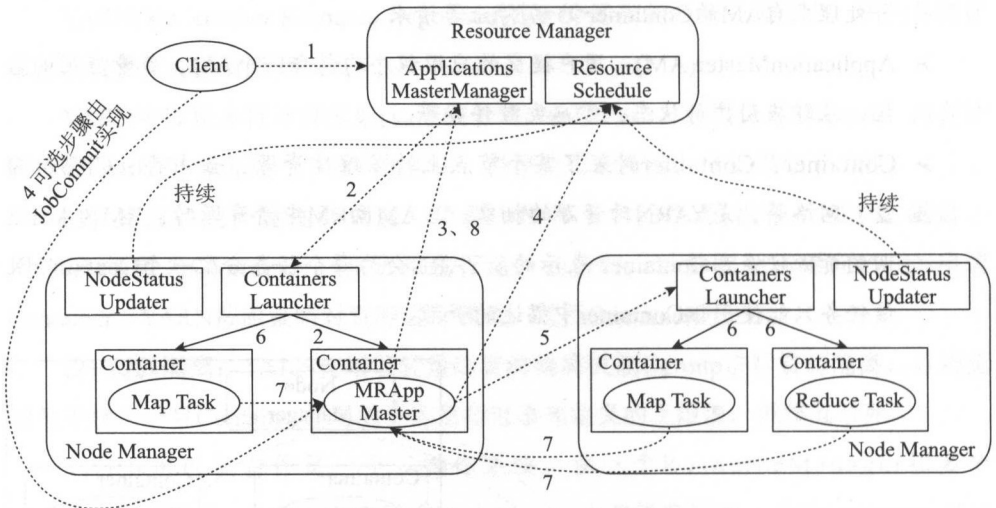 Resource Manager
Client
1
Applications
MasterManager
Resource
Schedule
4 可选步骤由
JobCommit实现
持续
2
3、8
4
持续
NodeStatus
Updater
Containers
Launcher
Containers
Launcher
NodeStatus
Updater
6
2
5
6
6
Container
Map Task
7
Container
MRApp
Master
Container
Map Task
Container
Reduce Task
Node Manager
7
7
Node Manager